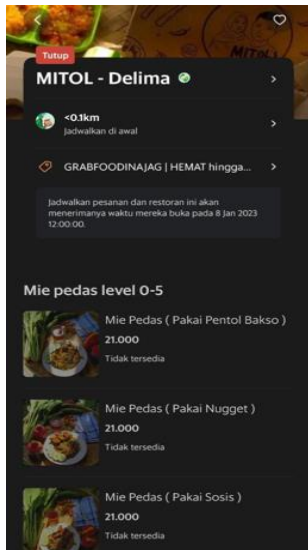 MITOL
Tutup
MITOL - Delima
<0.1km
Jadwalkan di awal
GRABFOODINAJAG | HEMAT hingga...
Jadwalkan pesanan dan restoran ini akan
menerimanya waktu mereka buka pada 8 Jan 2023
12:00:00.
Mie pedas level 0-5
Mie Pedas ( Pakai Pentol Bakso )
21.000
Tidak tersedia
Mie Pedas ( Pakai Nugget )
21.000
Tidak tersedia
Mie Pedas ( Pakai Sosis )
21.000
Tidak tersedia